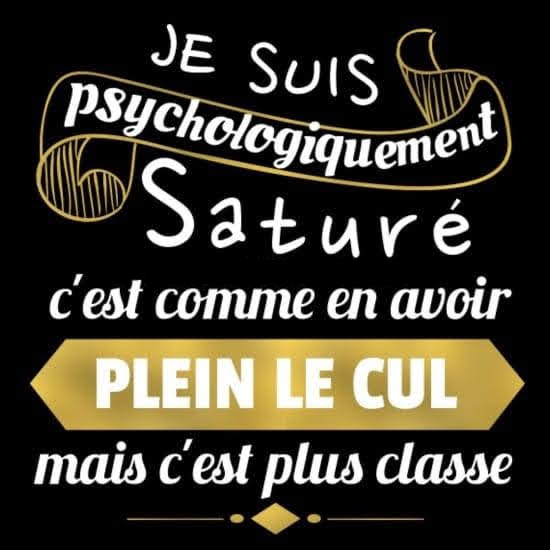 JE SUIS
psychologiquement
Saturé
c'est comme en avoir
PLEIN LE CUL
mais c'est plus classe